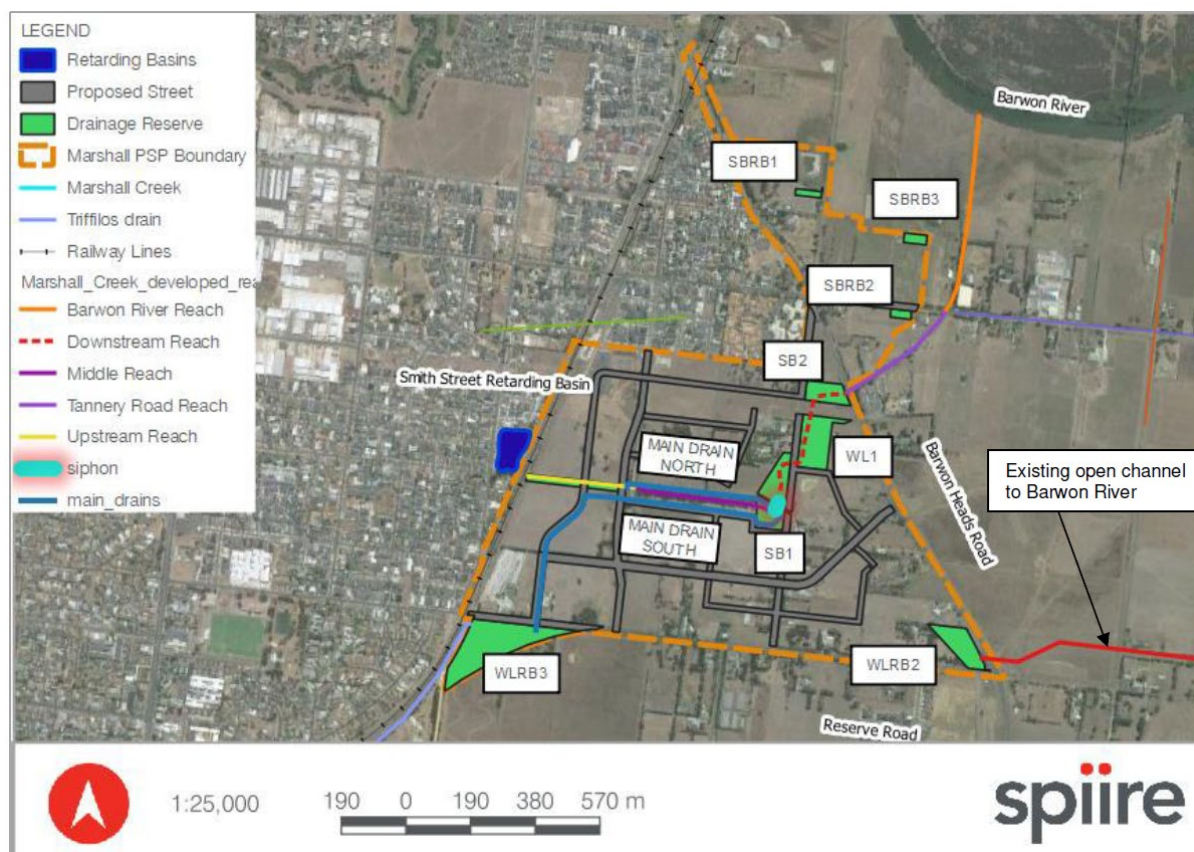 LEGEND
Retarding Basins
Proposed Street
Drainage Reserve
Marshall PSP Boundary
Marshall Creek
Triffilos drain
Railway Lines
Marshall_Creek_developed_rea
Barwon River Reach
Downstream Reach
Middle Reach
Tannery Road Reach
Upstream Reach
siphon
main_drains
Barwon River
SBRB1
SBRB3
SBRB2
SB2
Smith Street Retarding Basin
MAIN DRAIN
NORTH
WL1
Barwon Heads Road
Existing open channel
to Barwon River
MAIN DRAIN
SOUTH
SB1
WLRB3
WLRB2
Reserve Road
1:25,000
190 0 190 380 570 m
spiire